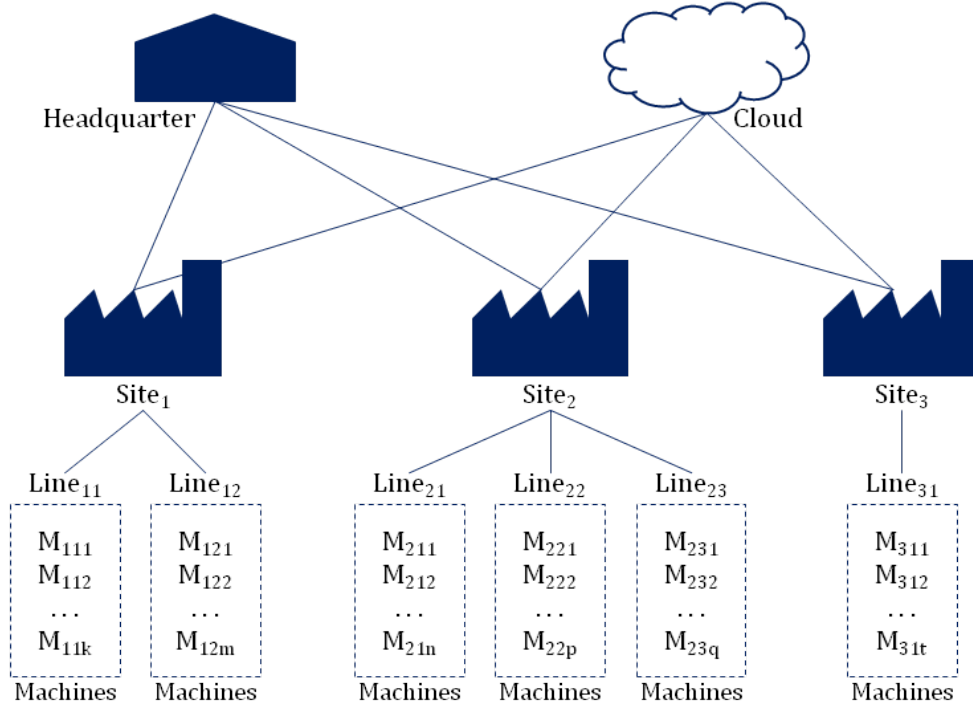 Headquarter
Cloud
Site₁
Site₂
Site₃
Line₁₁
Line₁₂
Line₂₁
Line₂₂
Line₂₃
Line₃₁
M₁₁₁
M₁₁₂
...
M₁₁ₖ
Machines
M₁₂₁
M₁₂₂
...
M₁₂ₘ
Machines
M₂₁₁
M₂₁₂
...
M₂₁ₙ
Machines
M₂₂₁
M₂₂₂
...
M₂₂ₚ
Machines
M₂₃₁
M₂₃₂
...
M₂₃q
Machines
M₃₁₁
M₃₁₂
...
M₃₁ₜ
Machines